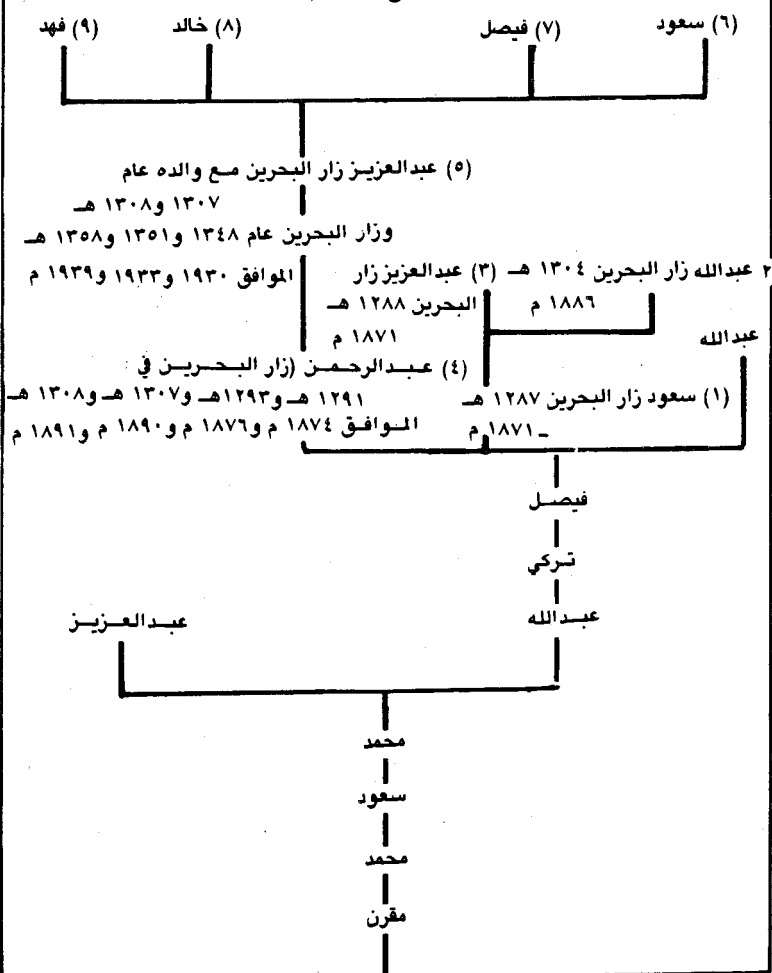 (٦) سعود
(٧) فيصل
(٨) خالد
(٩) فهد
(٥) عبدالعزيز زار البحرين مع والده عام
١٣٠٧ و١٣٠٨ هـ
وزار البحرين عام ١٣٤٨ و١٣٥١ و١٣٥٨ هـ
الموافق ١٩٣٠ و١٩٣٣ و١٩٣٩ م
٢ عبدالله زار البحرين ١٣٠٤ هـ
١٨٨٦ م
(٣) عبدالعزيز زار
البحرين ١٢٨٨ هـ
١٨٧١ م
عبدالله
(٤) عبدالرحمن (زار البحرين في :
١٢٩١ هـ و١٢٩٣هـ و١٣٠٧ هـ و١٣٠٨ هـ
الموافق ١٨٧٤ م و١٨٧٦ م و١٨٩٠ م و١٨٩١ م
(١) سعود زار البحرين ١٢٨٧ هـ
ـ ١٨٧١ م
فيصل
تركي
عبدالله
عبدالعزيز
محمد
سعود
محمد
مقرن